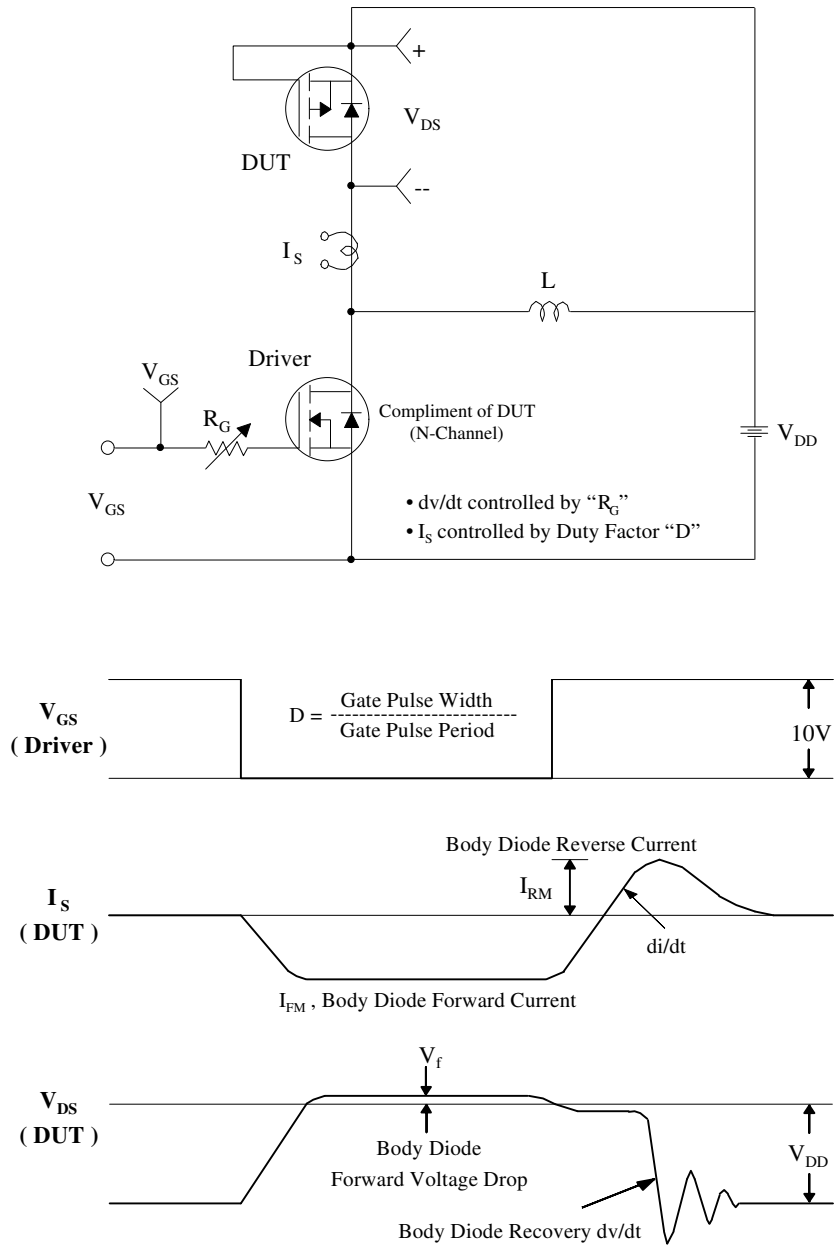 +
V_DS
DUT
--
I_S
L
Driver
V_GS
R_G
Compliment of DUT
(N-Channel)
V_DD
V_GS
• dv/dt controlled by “R_G”
• I_S controlled by Duty Factor “D”
V_GS
( Driver )
D = Gate Pulse Width
--------------------------
Gate Pulse Period
10V
Body Diode Reverse Current
I_S
( DUT )
I_RM
di/dt
I_FM , Body Diode Forward Current
V_f
V_DS
( DUT )
Body Diode
Forward Voltage Drop
V_DD
Body Diode Recovery dv/dt